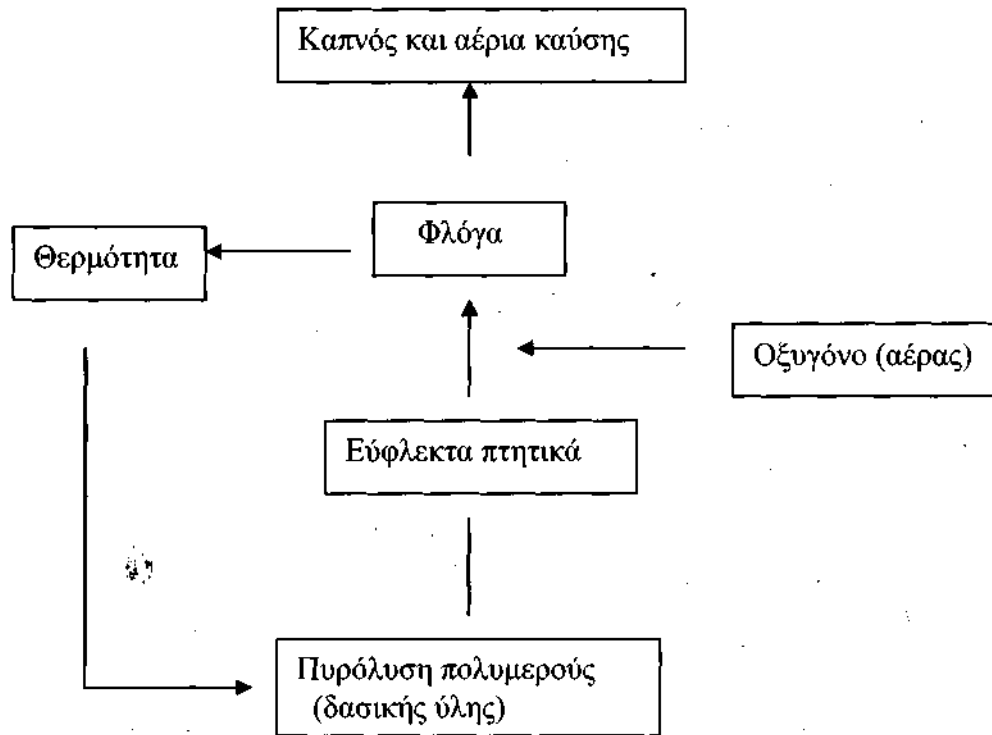 Καπνός και αέρια καύσης
Φλόγα
Θερμότητα
Οξυγόνο (αέρας)
Εύφλεκτα πτητικά
Πυρόλυση πολυμερούς
(δασικής ύλης)